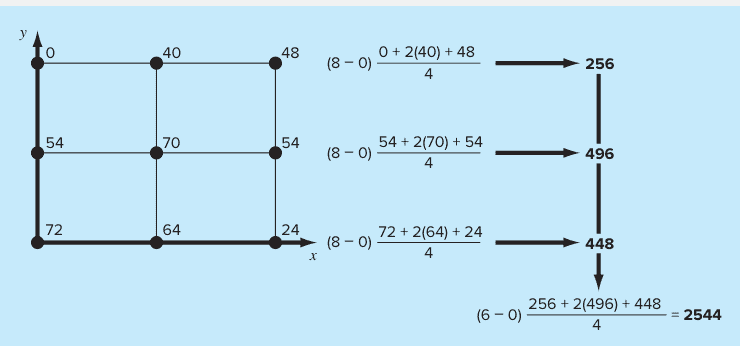 y
0 40 48 (8 − 0) 0 + 2(40) + 48 / 4 256
54 70 54 (8 − 0) 54 + 2(70) + 54 / 4 496
72 64 24 (8 − 0) 72 + 2(64) + 24 / 4 448
x
(6 − 0) 256 + 2(496) + 448 / 4 = 2544